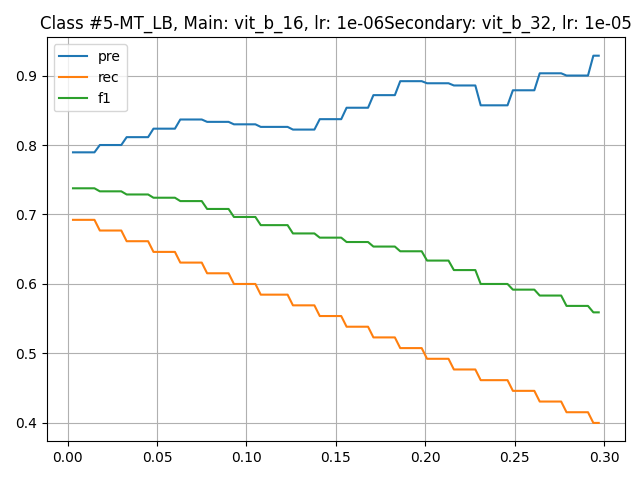 Class #5-MT_LB, Main: vit_b_16, lr: 1e-06Secondary: vit_b_32, lr: 1e-05
pre
rec
f1
0.9
0.8
0.7
0.6
0.5
0.4
0.00 0.05 0.10 0.15 0.20 0.25 0.30